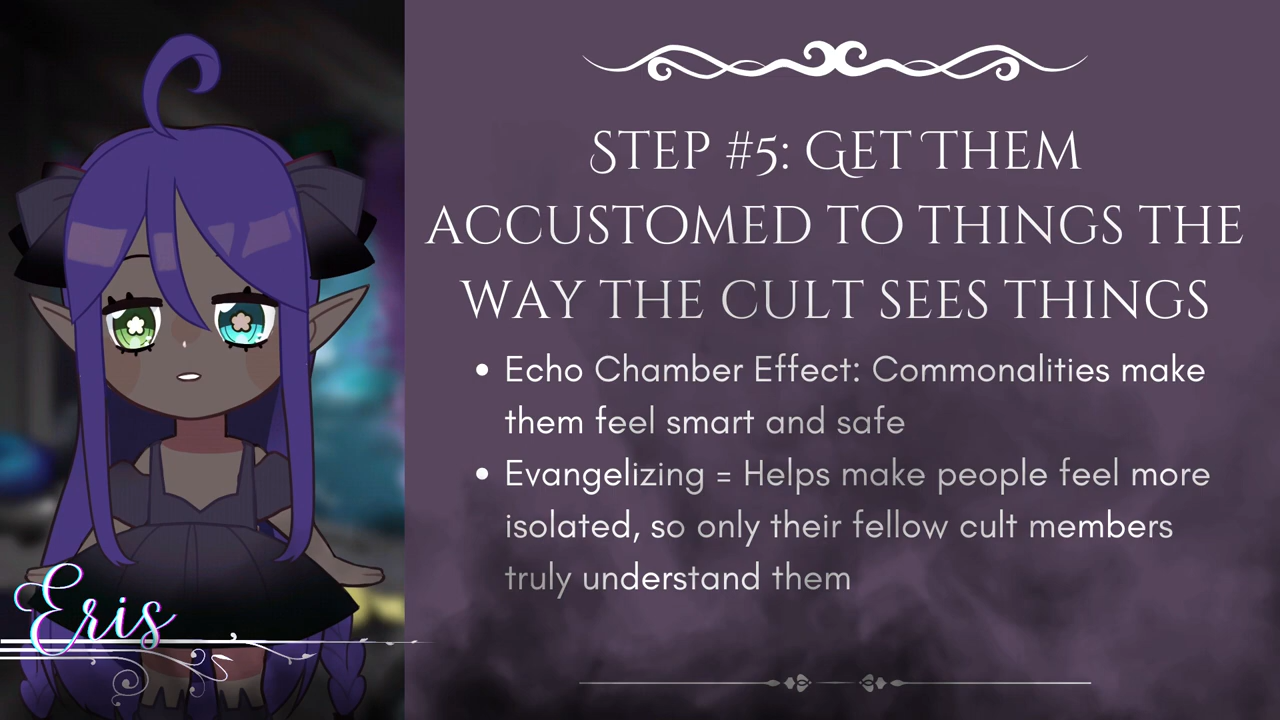 Step #5: Get Them
accustomed to things the
way The Cult sees Things
• Echo Chamber Effect: Commonalities make
them feel smart and safe
• Evangelizing = Helps make people feel more
isolated, so only their fellow cult members
truly understand them
Eris